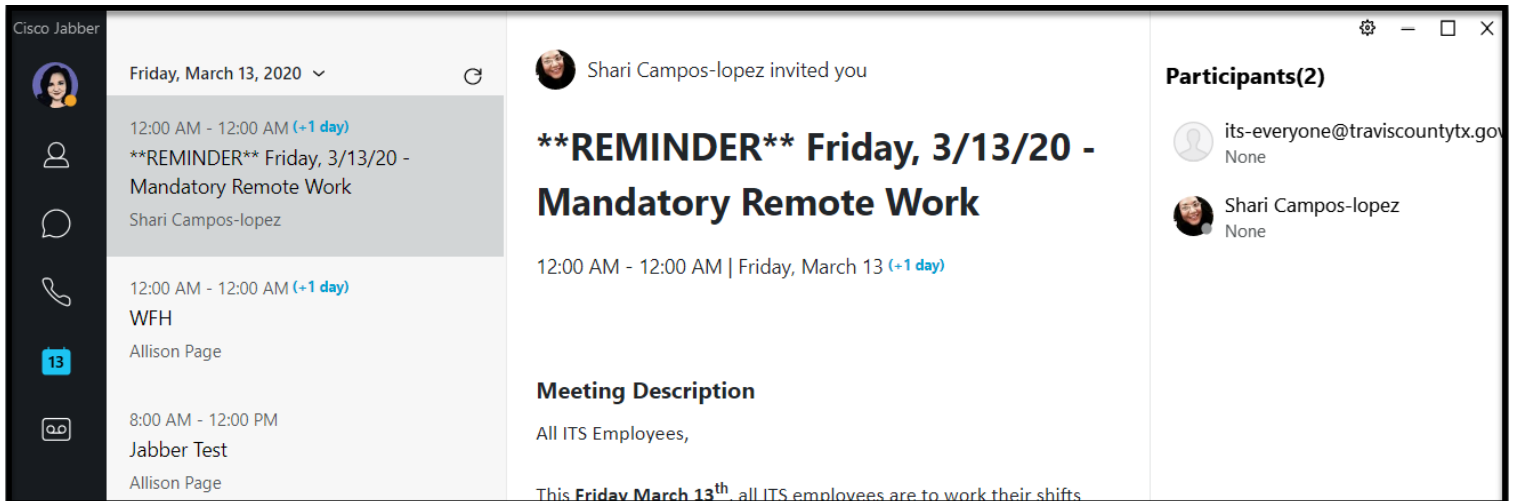 Cisco Jabber
Friday, March 13, 2020
12:00 AM - 12:00 AM (+1 day)
**REMINDER** Friday, 3/13/20 -
Mandatory Remote Work
Shari Campos-lopez
12:00 AM - 12:00 AM (+1 day)
WFH
Allison Page
8:00 AM - 12:00 PM
Jabber Test
Allison Page
13
Shari Campos-lopez invited you
**REMINDER** Friday, 3/13/20 -
Mandatory Remote Work
12:00 AM - 12:00 AM | Friday, March 13 (+1 day)
Meeting Description
All ITS Employees,
This Friday March 13th, all ITS employees are to work their shifts
Participants(2)
its-everyone@traviscountytx.gov
None
Shari Campos-lopez
None